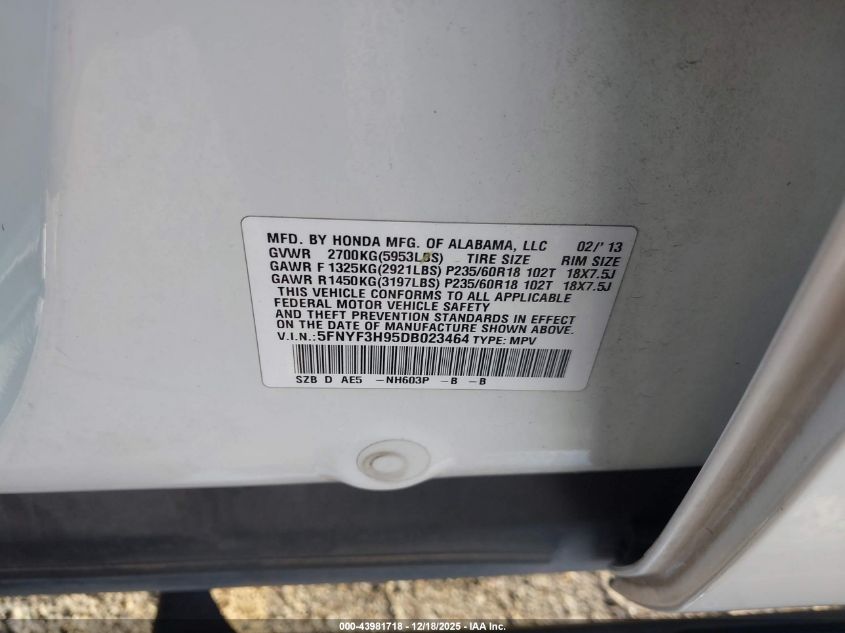 MFD. BY HONDA MFG. OF ALABAMA, LLC 02/'13
GVWR 2700KG(5953LBS) TIRE SIZE RIM SIZE
GAWR F 1325KG(2921LBS) P235/60R18 102T 18X7.5J
GAWR R1450KG(3197LBS) P235/60R18 102T 18X7.5J
THIS VEHICLE CONFORMS TO ALL APPLICABLE
FEDERAL MOTOR VEHICLE SAFETY
AND THEFT PREVENTION STANDARDS IN EFFECT
ON THE DATE OF MANUFACTURE SHOWN ABOVE.
V.I.N.:5FNYF3H95DB023464 TYPE: MPV
SZB D AE5 -NH603P -B -B
000-43981718 - 12/18/2025 - IAA Inc.